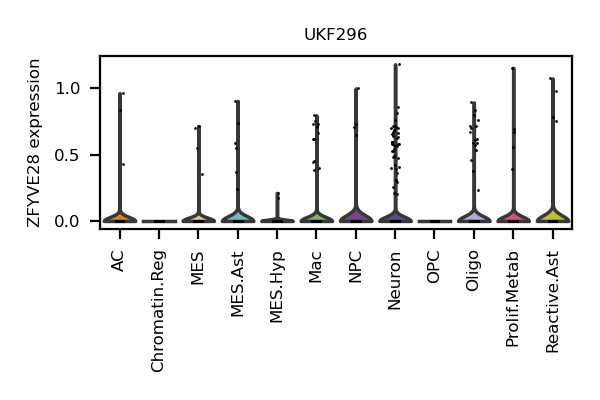 UKF296
ZFYVE28 expression
1.0
0.5
0.0
AC
Chromatin.Reg
MES
MES.Ast
MES.Hyp
Mac
NPC
Neuron
OPC
Oligo
Prolif.Metab
Reactive.Ast